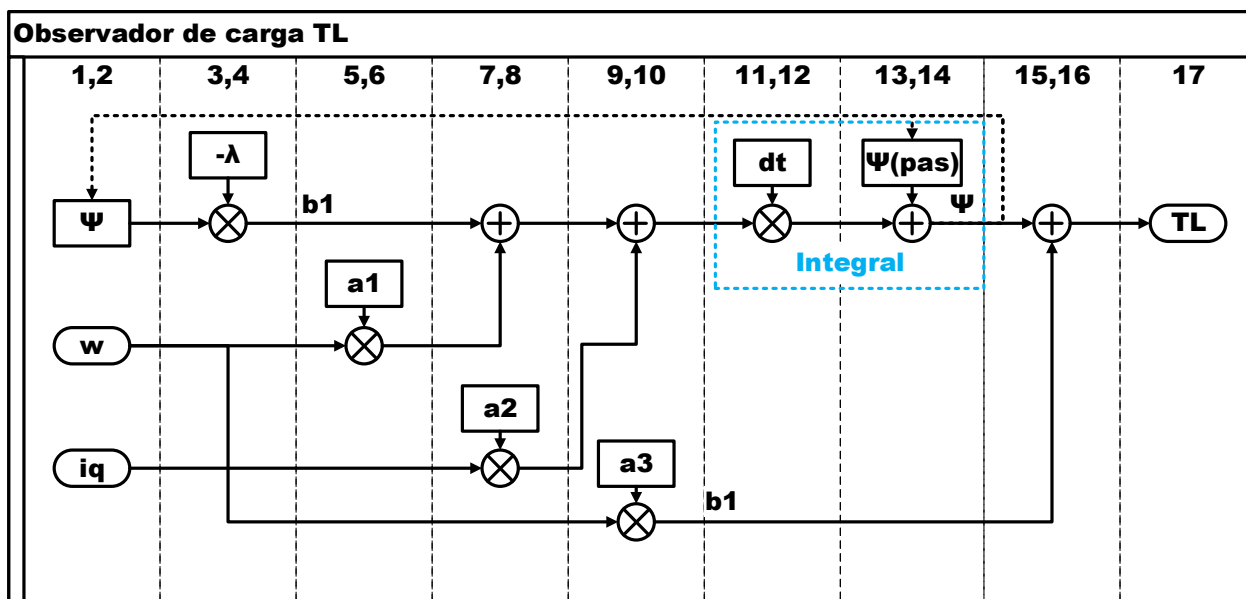 Observador de carga TL
1,2 3,4 5,6 7,8 9,10 11,12 13,14 15,16 17
-λ
dt
Ψ(pas)
Ψ
b1
Ψ
TL
Integral
a1
w
a2
iq
a3
b1